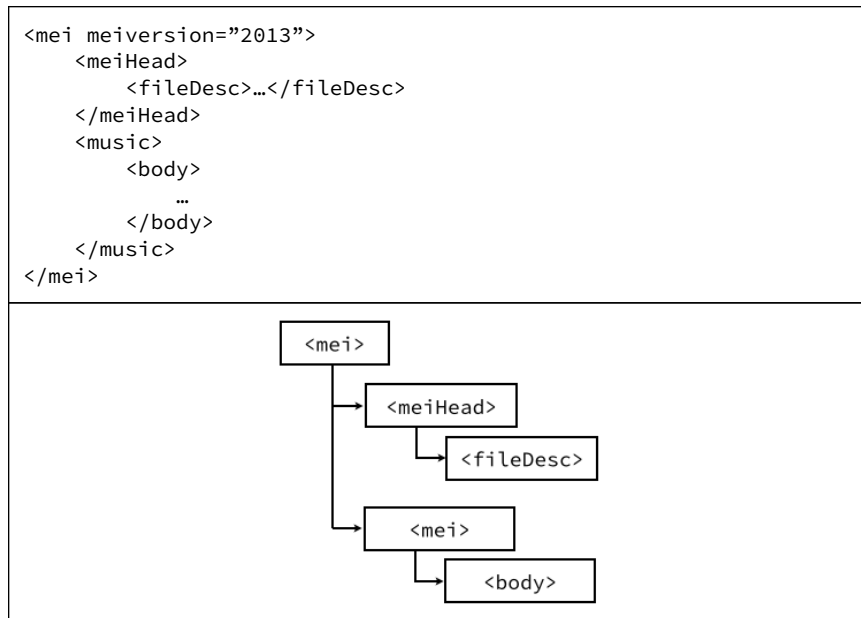 <mei meiversion=”2013”>
    <meiHead>
        <fileDesc>…</fileDesc>
    </meiHead>
    <music>
        <body>
            …
        </body>
    </music>
</mei>
<mei>
<meiHead>
<fileDesc>
<mei>
<body>